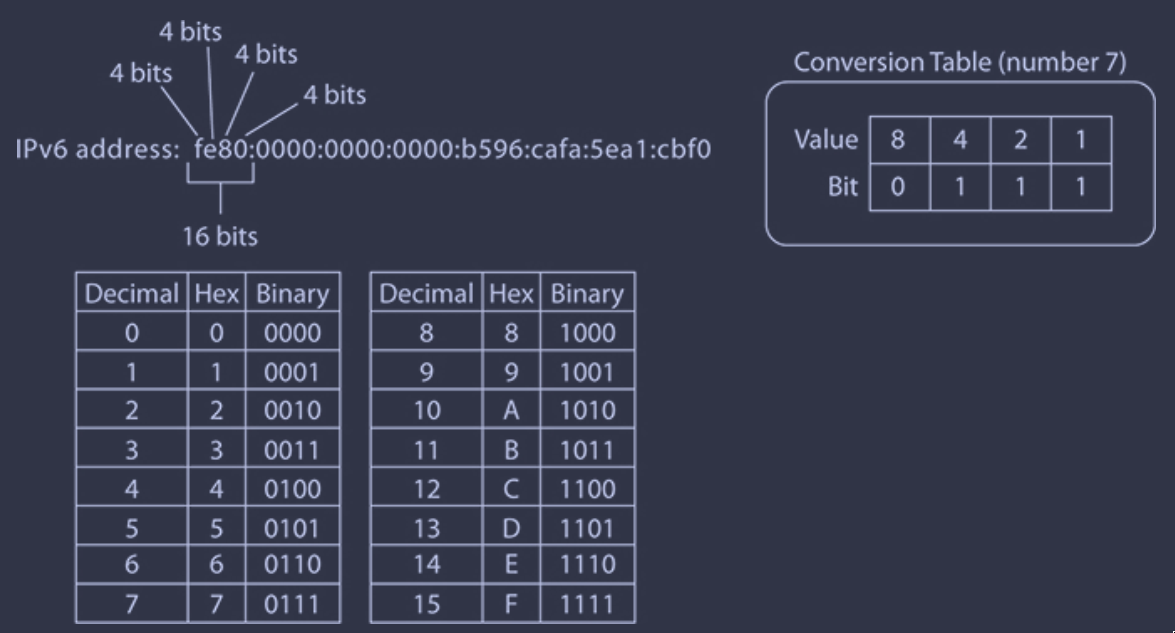 4 bits
4 bits
4 bits
4 bits
IPv6 address: fe80:0000:0000:0000:b596:cafa:5ea1:cbf0
16 bits
Conversion Table (number 7)
Value 8 4 2 1
Bit 0 1 1 1
Decimal Hex Binary
0 0 0000
1 1 0001
2 2 0010
3 3 0011
4 4 0100
5 5 0101
6 6 0110
7 7 0111
Decimal Hex Binary
8 8 1000
9 9 1001
10 A 1010
11 B 1011
12 C 1100
13 D 1101
14 E 1110
15 F 1111